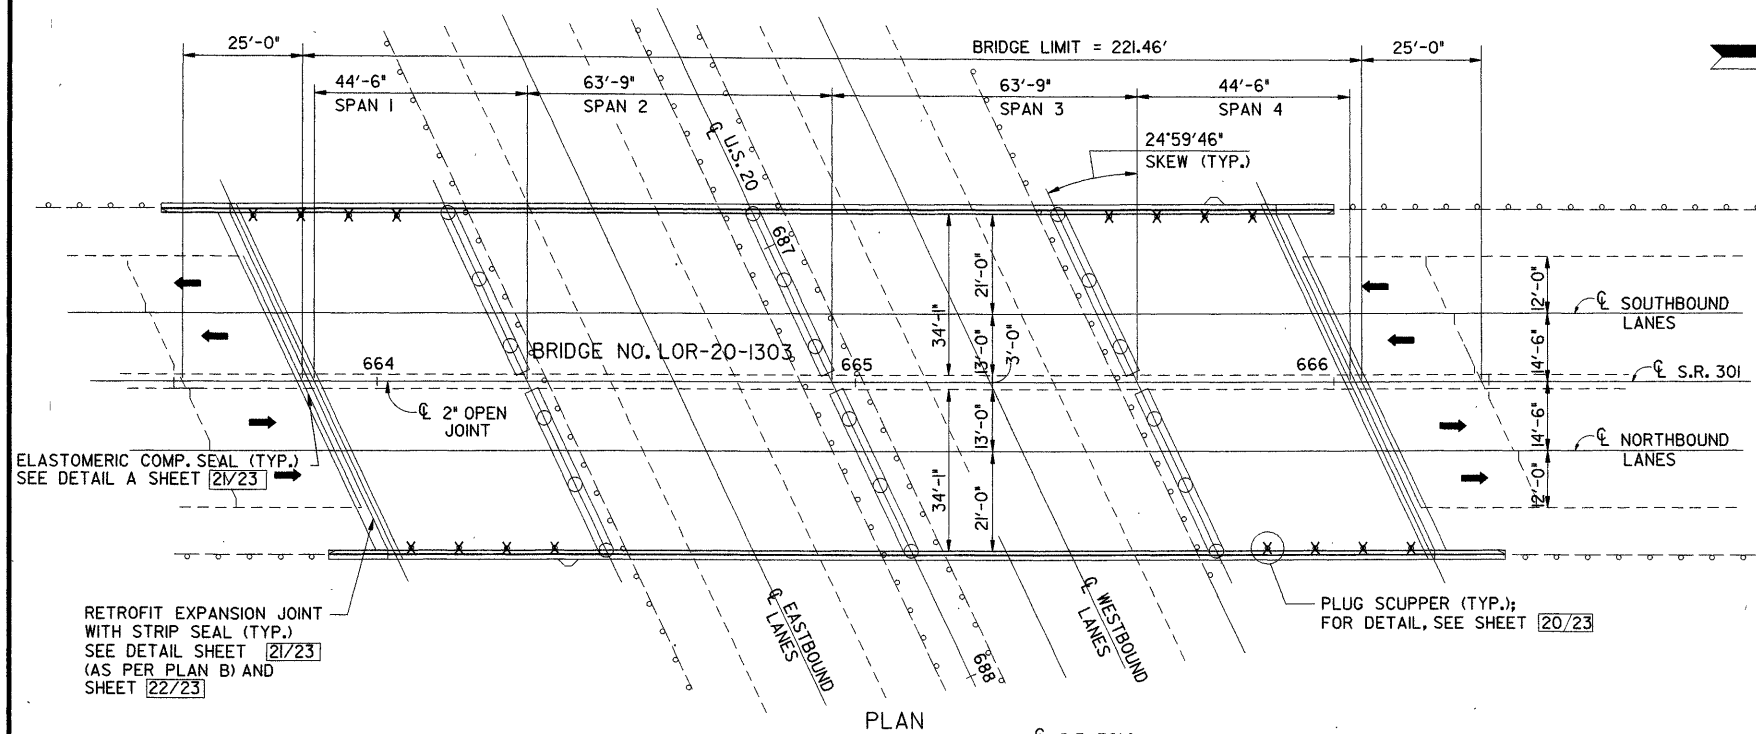 25'-0"
BRIDGE LIMIT = 221.46'
25'-0"
44'-6"
SPAN 1
63'-9"
SPAN 2
63'-9"
SPAN 3
44'-6"
SPAN 4
24°59'46"
SKEW (TYP.)
℄ U.S. 20
687
34'-1"
21'-0"
13'-0"
3'-0"
12'-0"
14'-6"
℄ SOUTHBOUND
LANES
BRIDGE NO. LOR-20-1303
664
665
666
℄ S.R. 301
℄ 2" OPEN
JOINT
34'-1"
13'-0"
21'-0"
14'-6"
12'-0"
℄ NORTHBOUND
LANES
ELASTOMERIC COMP. SEAL (TYP.)
SEE DETAIL A SHEET 21/23
RETROFIT EXPANSION JOINT
WITH STRIP SEAL (TYP.)
SEE DETAIL SHEET 21/23
(AS PER PLAN B) AND
SHEET 22/23
℄ EASTBOUND
LANES
688
℄ WESTBOUND
LANES
PLUG SCUPPER (TYP.);
FOR DETAIL, SEE SHEET 20/23
PLAN